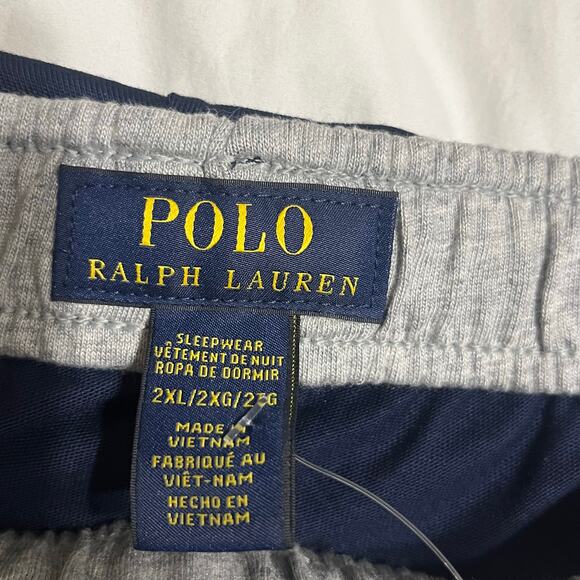 POLO
RALPH LAUREN
SLEEPWEAR
VÊTEMENT DE NUIT
ROPA DE DORMIR
2XL/2XG/2TG
MADE IN
VIETNAM
FABRIQUÉ AU
VIÊT-NAM
HECHO EN
VIETNAM